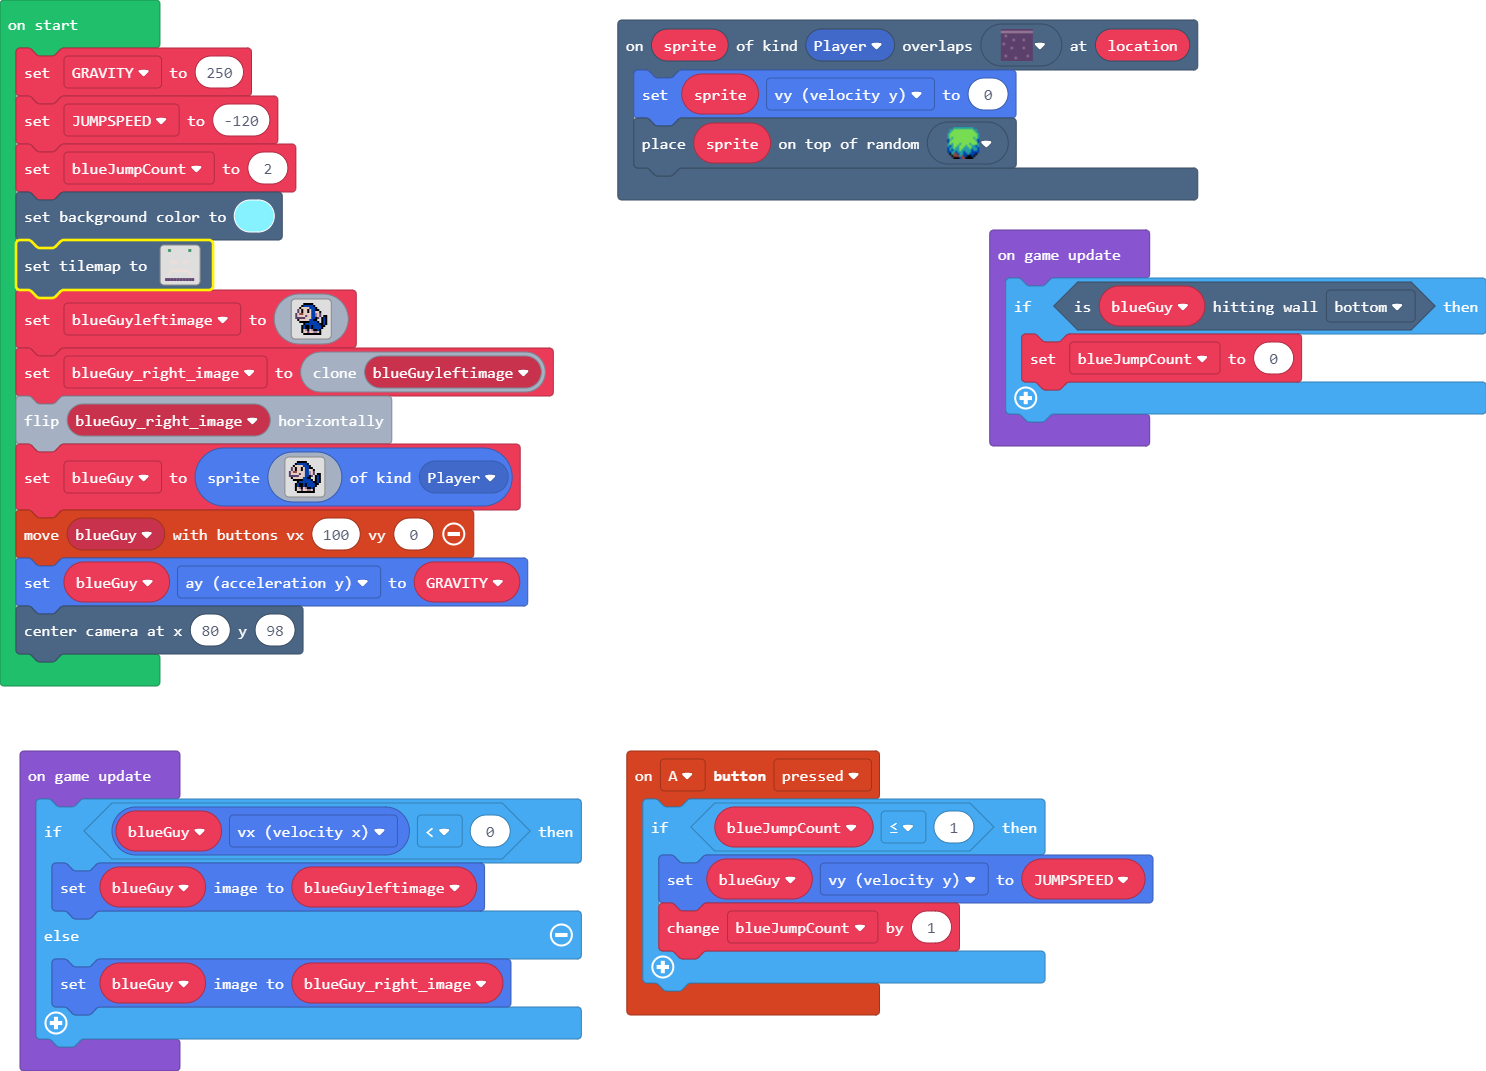 on start
set GRAVITY to 250
set JUMPSPEED to -120
set blueJumpCount to 2
set background color to
set tilemap to
set blueGuyleftimage to
set blueGuy_right_image to clone blueGuyleftimage
flip blueGuy_right_image horizontally
set blueGuy to sprite of kind Player
move blueGuy with buttons vx 100 vy 0
set blueGuy ay (acceleration y) to GRAVITY
center camera at x 80 y 98
on sprite of kind Player overlaps at location
set sprite vy (velocity y) to 0
place sprite on top of random
on game update
if is blueGuy hitting wall bottom then
set blueJumpCount to 0
on game update
if blueGuy vx (velocity x) < 0 then
set blueGuy image to blueGuyleftimage
else
set blueGuy image to blueGuy_right_image
on A button pressed
if blueJumpCount ≤ 1 then
set blueGuy vy (velocity y) to JUMPSPEED
change blueJumpCount by 1